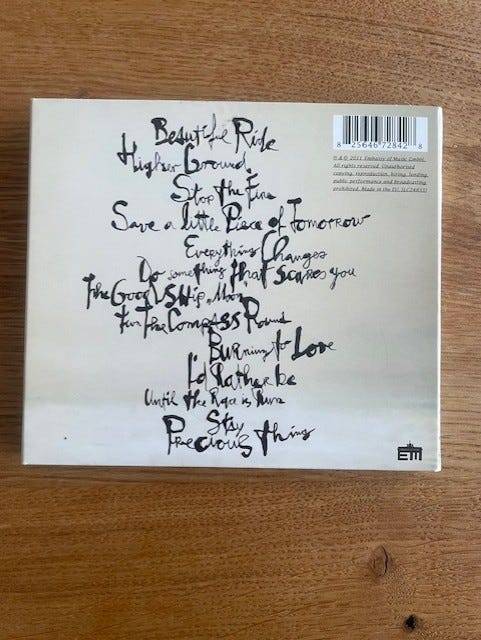 Beautiful Ride
Higher Ground
Stop the Fire
Save a little Piece of Tomorrow
Everything Changes
Do something that scares you
The Good Ship Moon
Turn The Compass Round
Burning to Love
I'd Rather be
Until the Race is Run
Stay
Precious thing
8 25646 72842 8
℗ & © 2011 Embassy of Music GmbH.
All rights reserved. Unauthorised
copying, reproduction, hiring, lending,
public performance and broadcasting
prohibited. Made in the EU.
EM